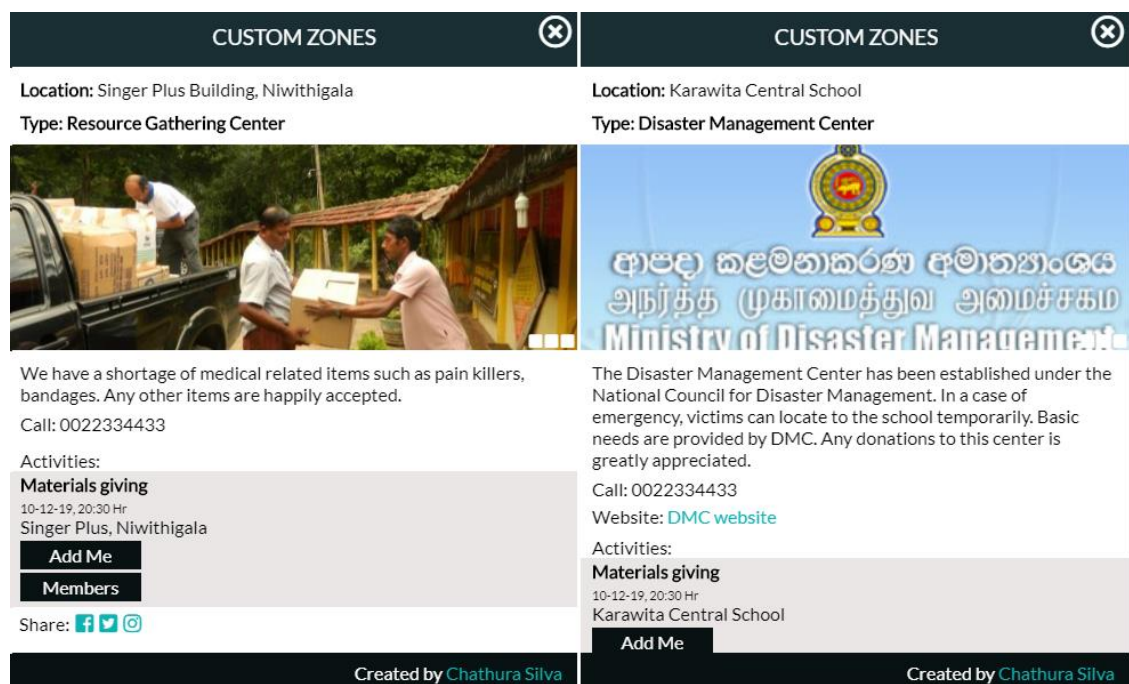 CUSTOM ZONES
Location: Singer Plus Building, Niwithigala
Type: Resource Gathering Center
We have a shortage of medical related items such as pain killers,
bandages. Any other items are happily accepted.
Call: 0022334433
Activities:
Materials giving
10-12-19, 20:30 Hr
Singer Plus, Niwithigala
Add Me
Members
Share:
Created by Chathura Silva
CUSTOM ZONES
Location: Karawita Central School
Type: Disaster Management Center
ආපදා කළමනාකරණ අමාත්‍යාංශය
அநர்த்த முகாமைத்துவ அமைச்சகம்
Ministry of Disaster Management
The Disaster Management Center has been established under the
National Council for Disaster Management. In a case of
emergency, victims can locate to the school temporarily. Basic
needs are provided by DMC. Any donations to this center is
greatly appreciated.
Call: 0022334433
Website: DMC website
Activities:
Materials giving
10-12-19, 20:30 Hr
Karawita Central School
Add Me
Created by Chathura Silva